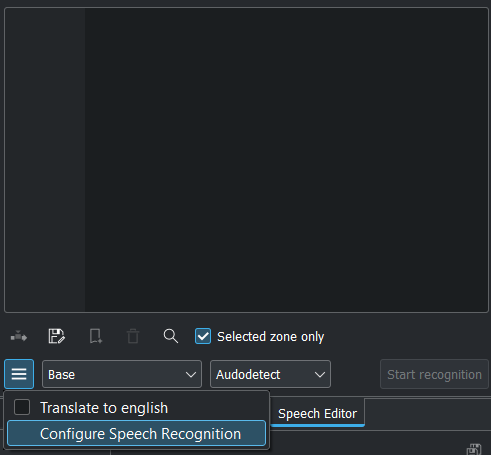 Selected zone only
Base Audodetect Start recognition
Translate to english
Speech Editor
Configure Speech Recognition